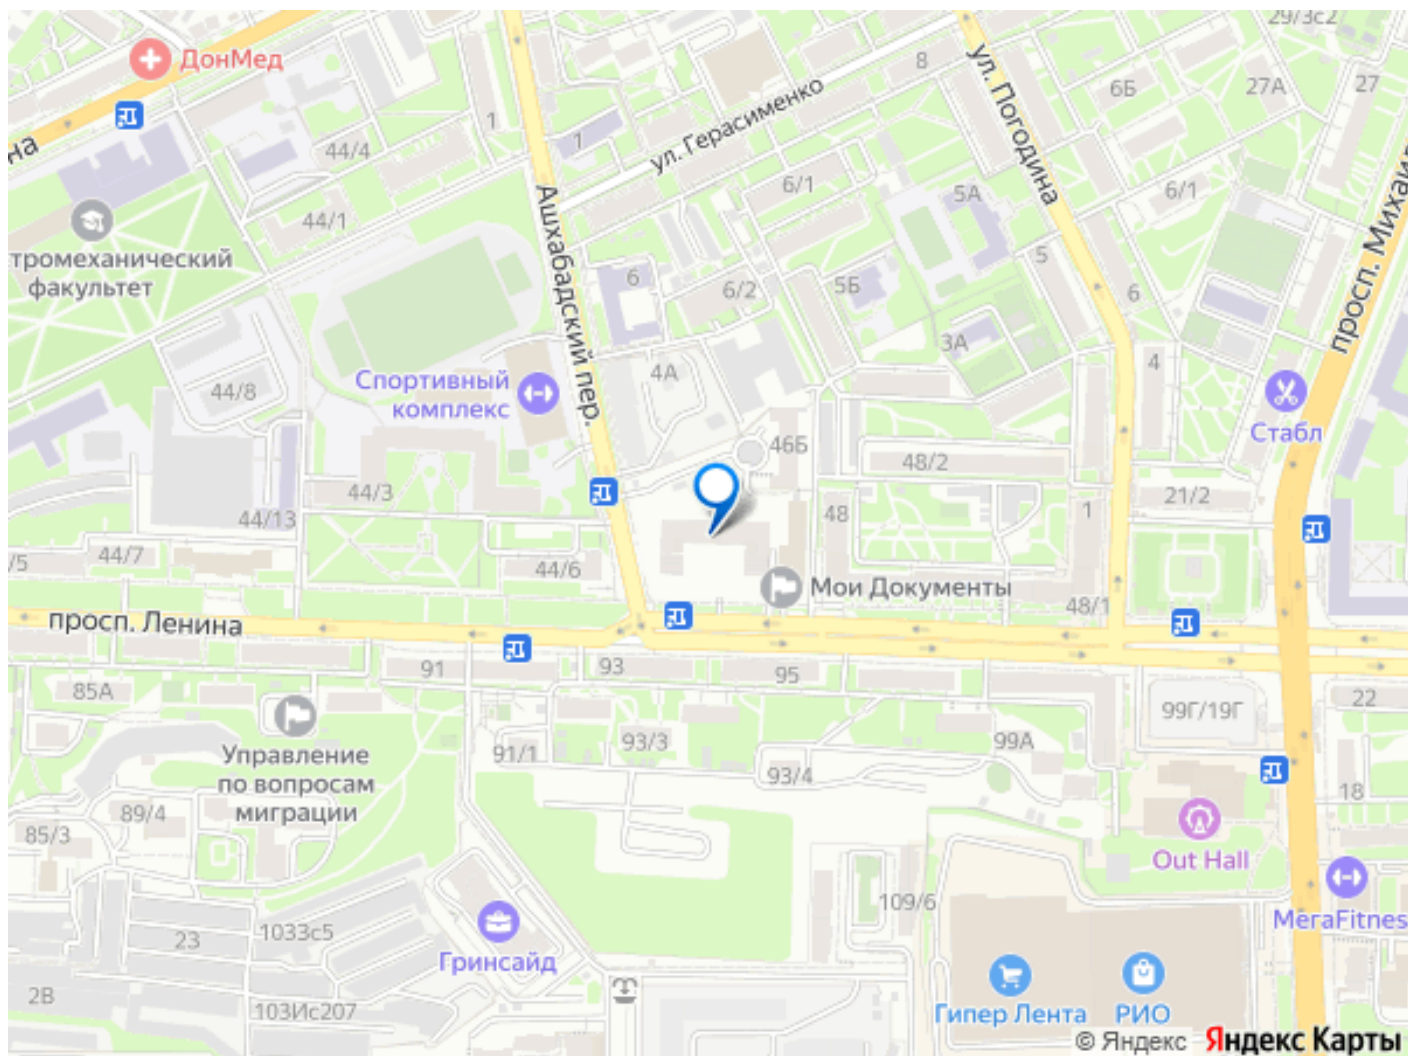 29/3с2
ДонМед
8
27А
27
6Б
ул. Погодина
ул. Герасименко
1
1
на
44/4
6/1
5А
6/1
44/1
Ашхабадский пер.
просп. Михаил
тромеханический
факультет
5
6
6/2
5Б
6
3А
4
4А
Спортивный
комплекс
44/8
Стабл
46Б
48/2
44/3
21/2
44/13
48
1
44/7
/5
44/6
Мои Документы
48/1
просп. Ленина
91
93
95
85А
22
99Г/19Г
93/3
99А
91/1
Управление
по вопросам
миграции
93/4
18
89/4
85/3
Out Hall
109/6
МегаFitnes
1033с5
23
Гринсайд
2В
103Ис207
Гипер Лента
РИО
© Яндекс
Яндекс Карты